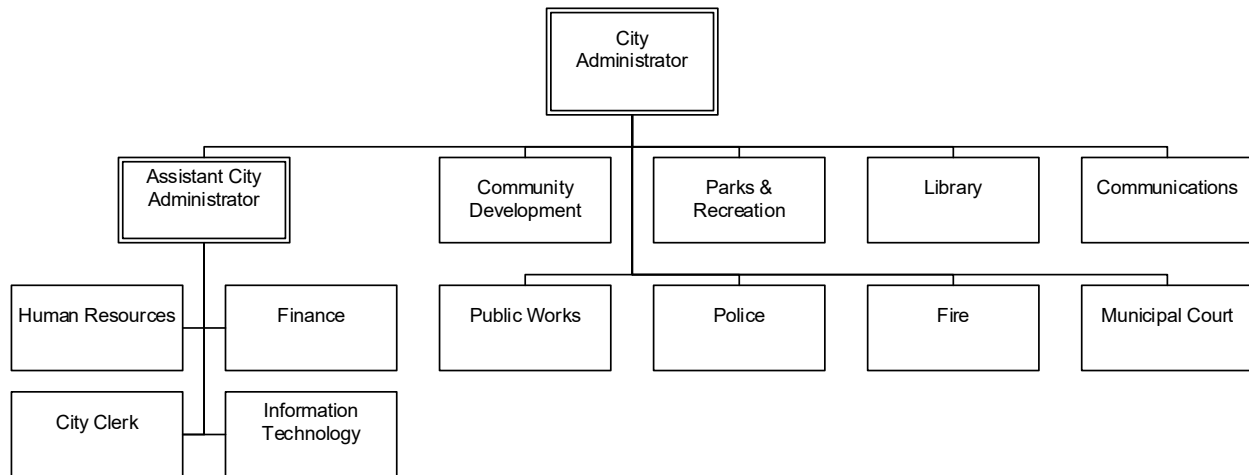 City
Administrator
Assistant City
Administrator
Community
Development
Parks &
Recreation
Library
Communications
Human Resources
Finance
Public Works
Police
Fire
Municipal Court
City Clerk
Information
Technology